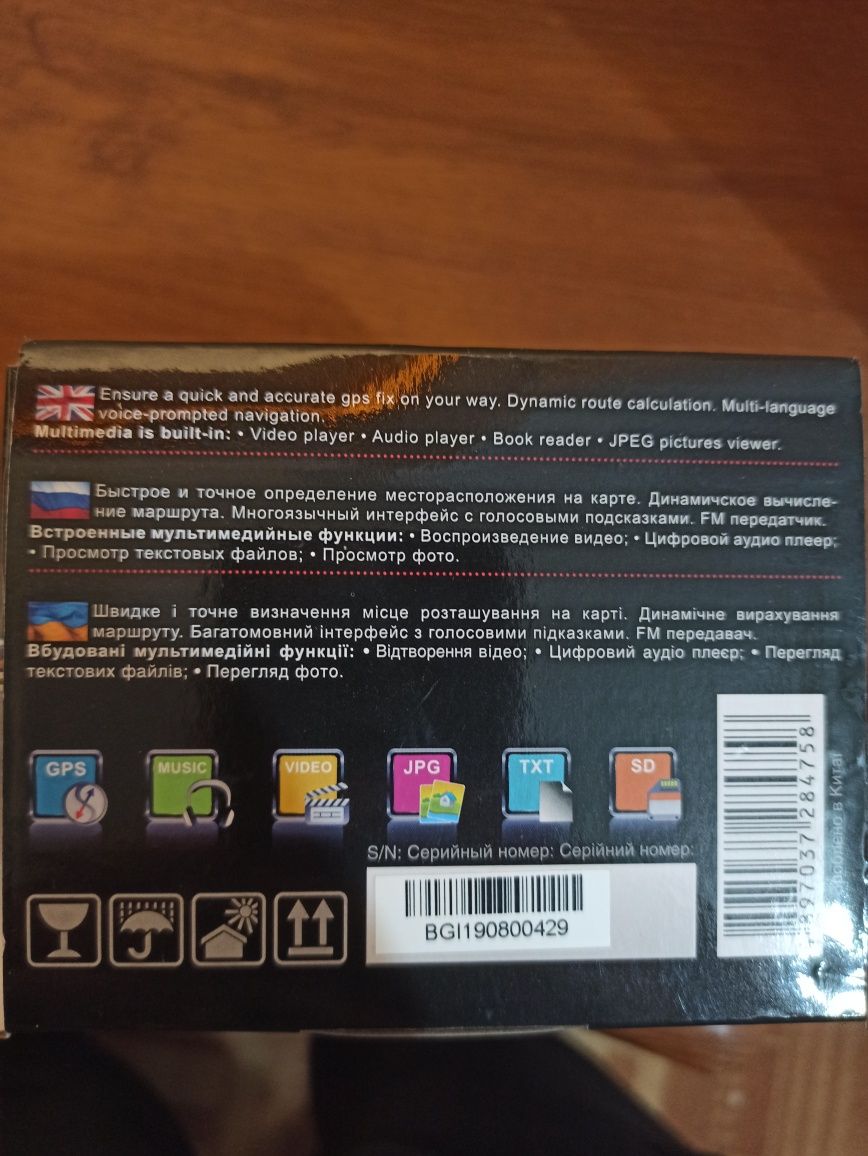 Ensure a quick and accurate gps fix on your way. Dynamic route calculation. Multi-language
voice-prompted navigation.
Multimedia is built-in: • Video player • Audio player • Book reader • JPEG pictures viewer.
Быстрое и точное определение месторасположения на карте. Динамичское вычисле-
ние маршрута. Многоязычный интерфейс с голосовыми подсказками. FM передатчик.
Встроенные мультимедийные функции: • Воспроизведение видео; • Цифровой аудио плеер;
• Просмотр текстовых файлов; • Просмотр фото.
Швидке і точне визначення місце розташування на карті. Динамічне вирахування
маршруту. Багатомовний інтерфейс з голосовими підказками. FM передавач.
Вбудовані мультимедійні функції: • Відтворення відео; • Цифровий аудіо плеєр; • Перегляд
текстових файлів; • Перегляд фото.
GPS
MUSIC
VIDEO
JPG
TXT
SD
S/N: Серийный номер: Серійний номер:
BGI190800429
897037284758
в Китаї